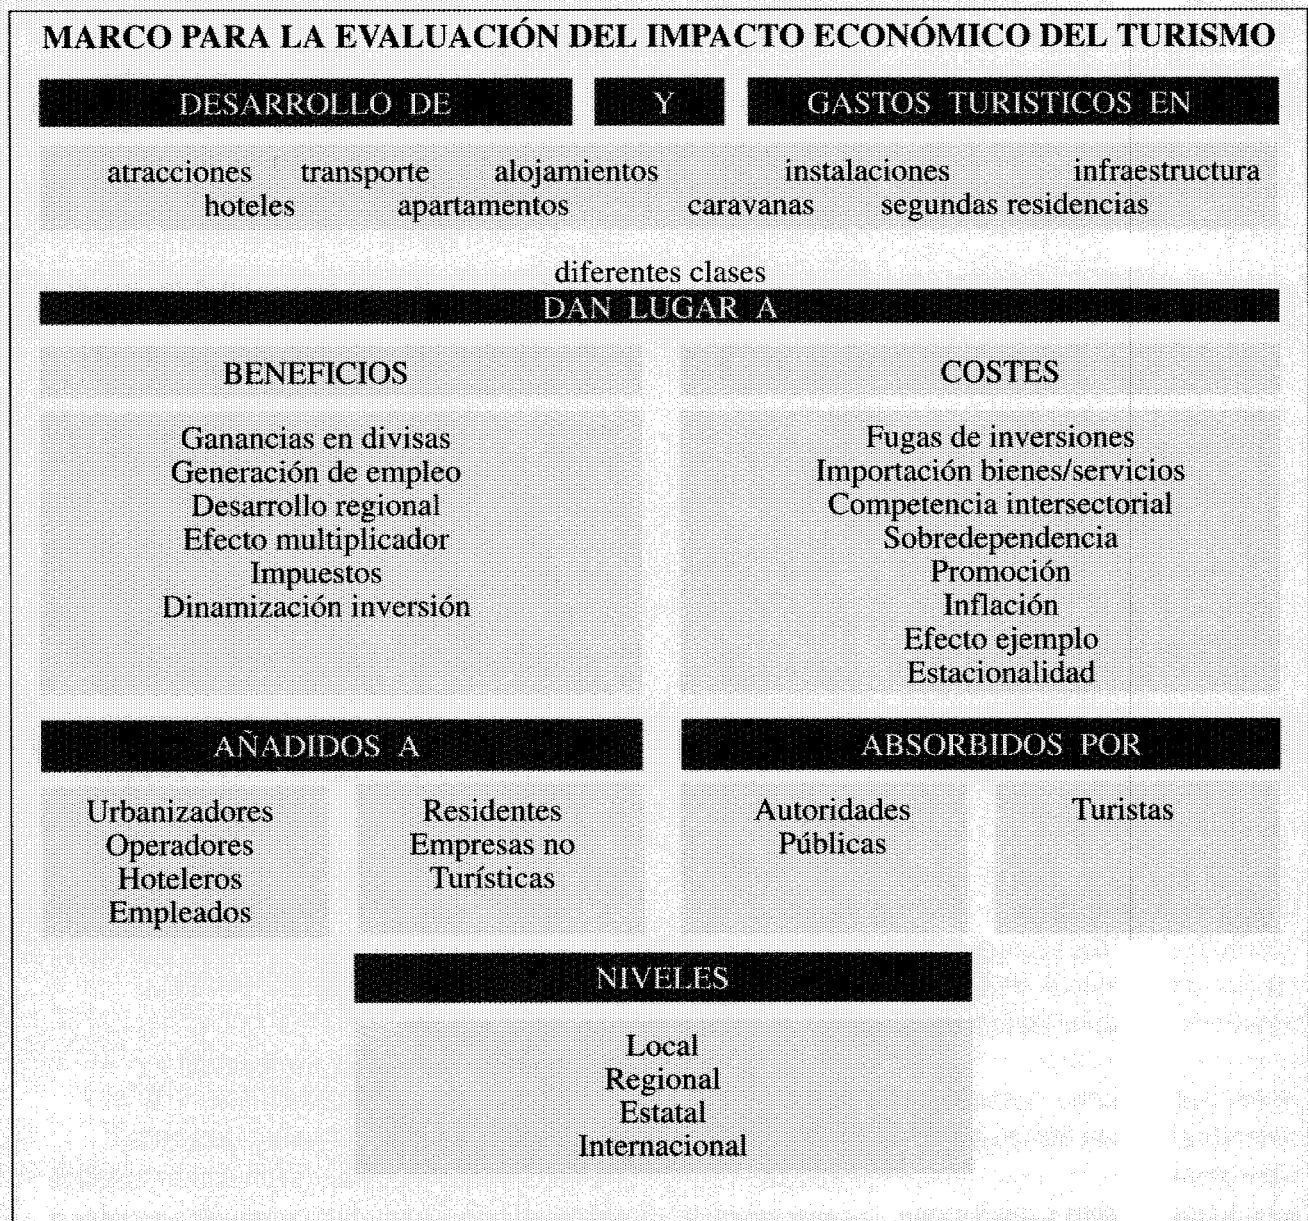 MARCO PARA LA EVALUACIÓN DEL IMPACTO ECONÓMICO DEL TURISMO
DESARROLLO DE Y GASTOS TURISTICOS EN
atracciones transporte alojamientos instalaciones infraestructura
hoteles apartamentos caravanas segundas residencias
diferentes clases
DAN LUGAR A
BENEFICIOS
Ganancias en divisas
Generación de empleo
Desarrollo regional
Efecto multiplicador
Impuestos
Dinamización inversión
COSTES
Fugas de inversiones
Importación bienes/servicios
Competencia intersectorial
Sobredependencia
Promoción
Inflación
Efecto ejemplo
Estacionalidad
AÑADIDOS A
Urbanizadores
Operadores
Hoteleros
Empleados
Residentes
Empresas no
Turísticas
ABSORBIDOS POR
Autoridades
Públicas
Turistas
NIVELES
Local
Regional
Estatal
Internacional